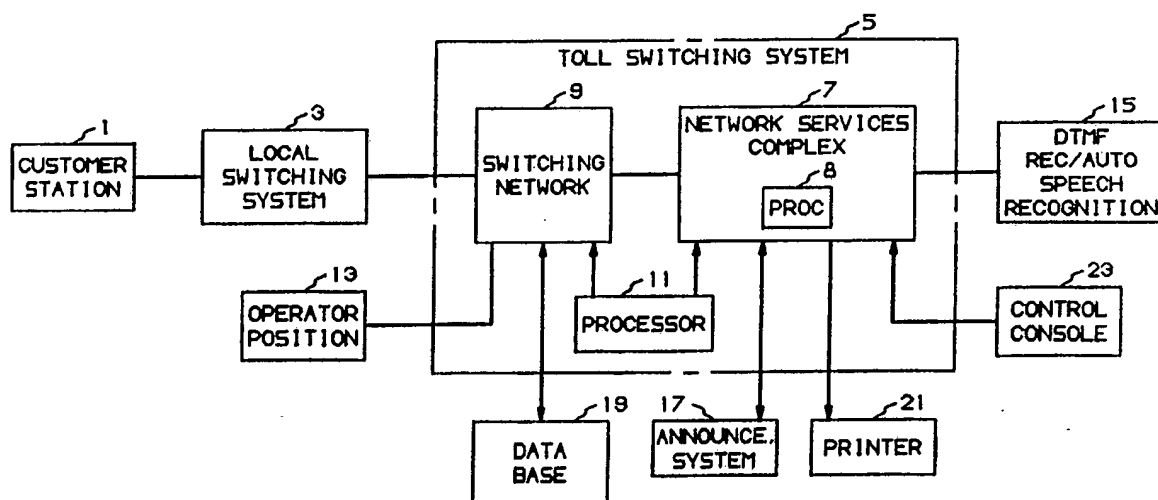 5
TOLL SWITCHING SYSTEM
1
CUSTOMER
STATION
3
LOCAL
SWITCHING
SYSTEM
9
SWITCHING
NETWORK
7
NETWORK SERVICES
COMPLEX
8
PROC
15
DTMF
REC/AUTO
SPEECH
RECOGNITION
13
OPERATOR
POSITION
11
PROCESSOR
23
CONTROL
CONSOLE
19
DATA
BASE
17
ANNOUNCE.
SYSTEM
21
PRINTER